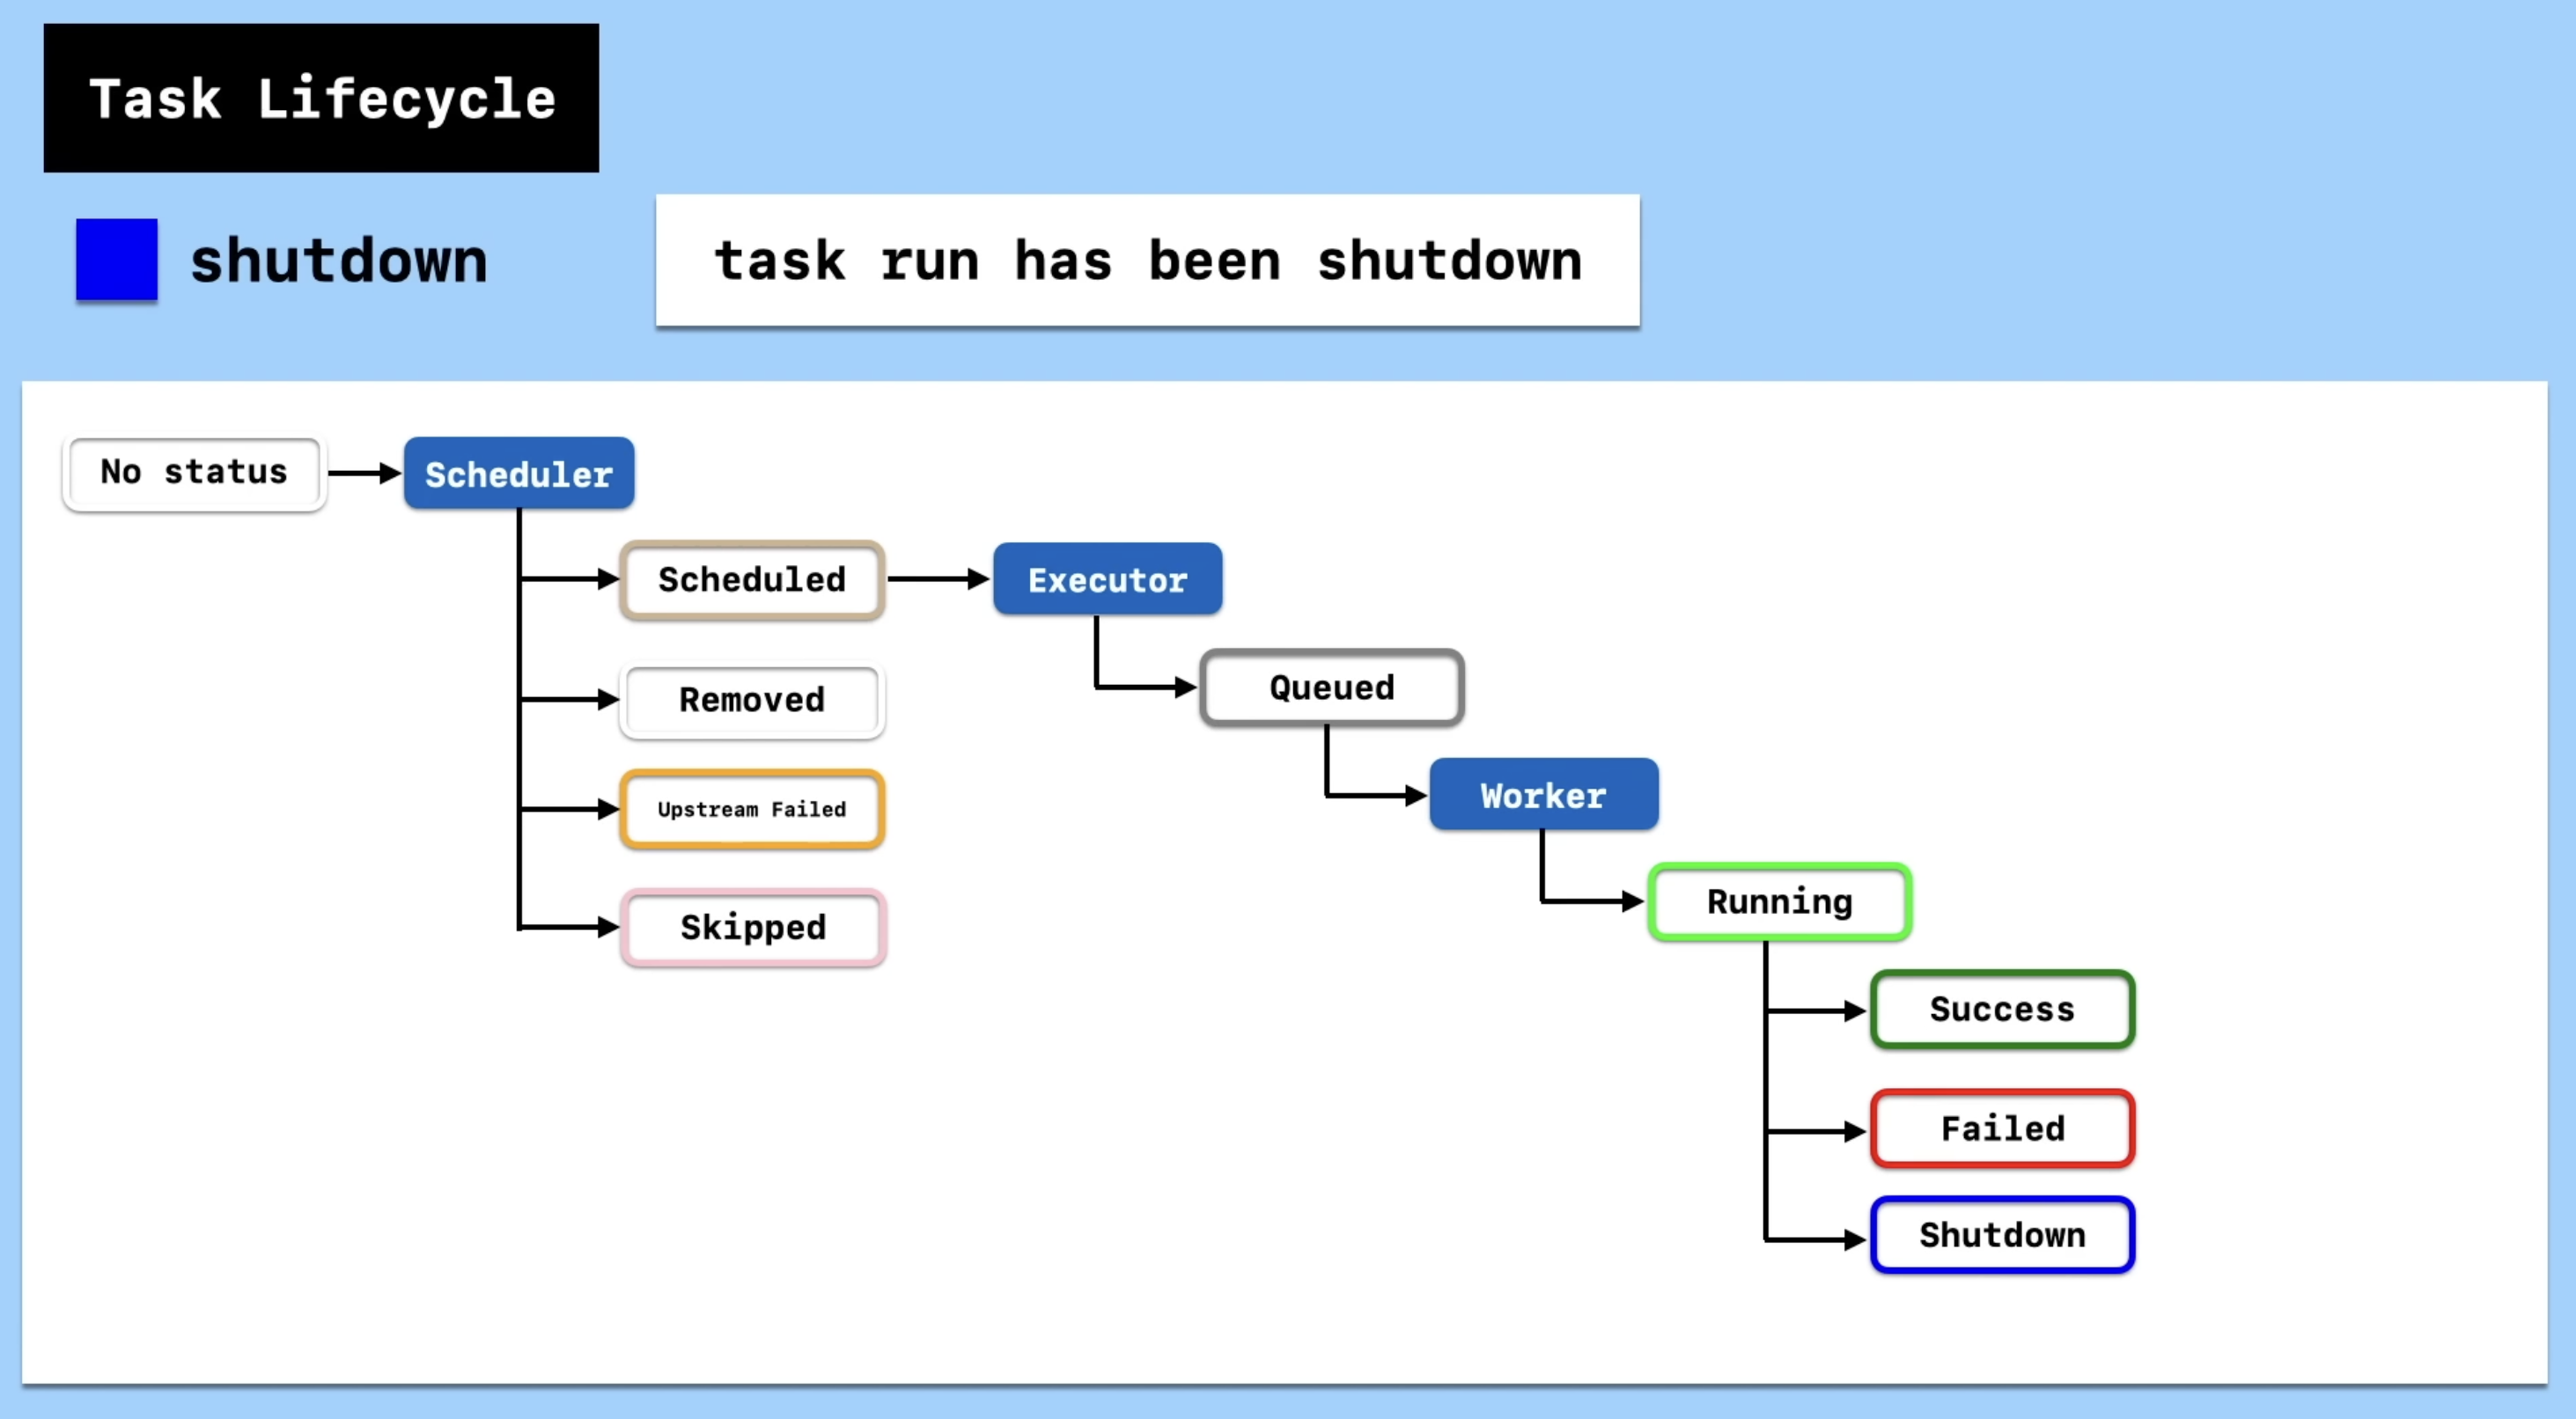 Task Lifecycle
shutdown
task run has been shutdown
No status
Scheduler
Scheduled
Executor
Removed
Queued
Upstream Failed
Worker
Skipped
Running
Success
Failed
Shutdown